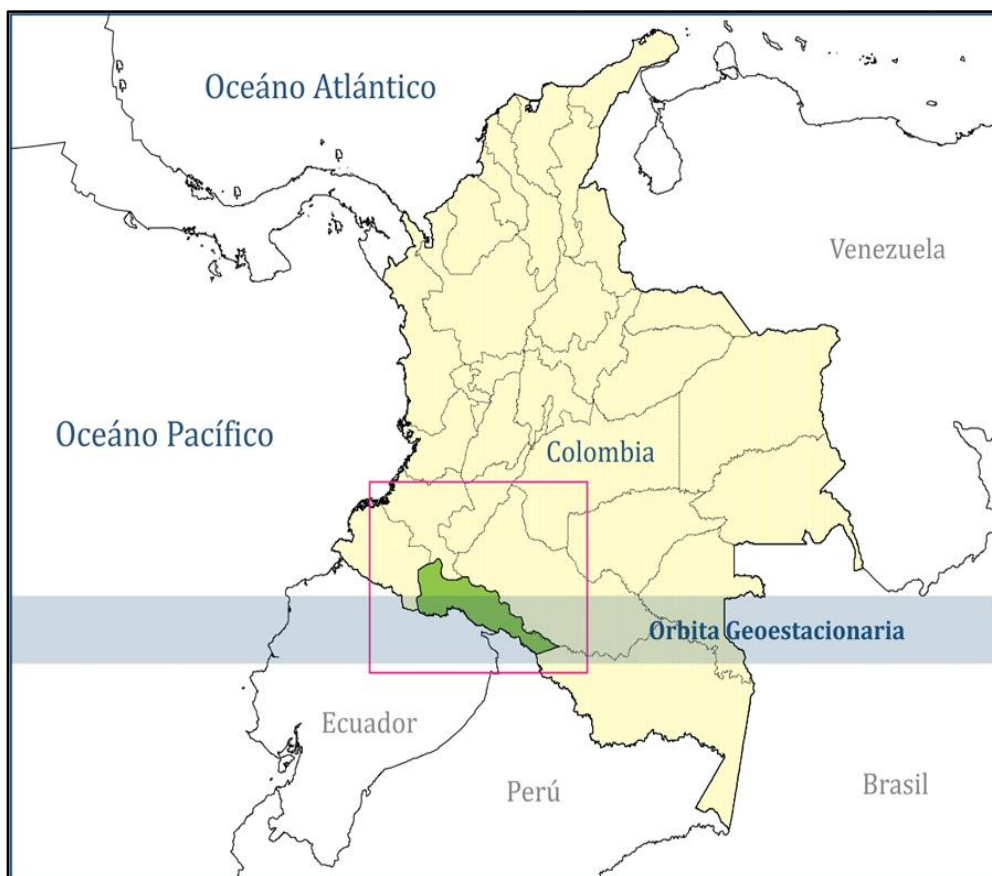 Oceáno Atlántico
Venezuela
Oceáno Pacífico
Colombia
Orbita Geoestacionaria
Ecuador
Perú
Brasil